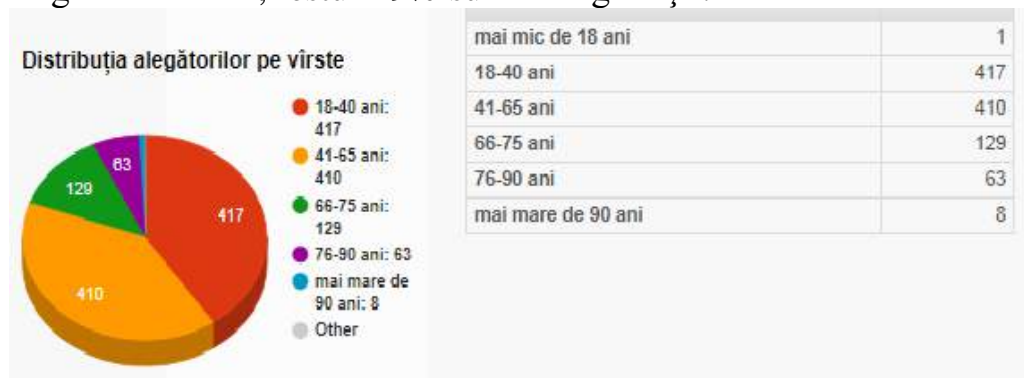 Distribuția alegătorilor pe vîrste
18-40 ani:
417
41-65 ani:
410
66-75 ani:
129
76-90 ani: 63
mai mare de
90 ani: 8
Other
417
410
129
63
mai mic de 18 ani 1
18-40 ani 417
41-65 ani 410
66-75 ani 129
76-90 ani 63
mai mare de 90 ani 8